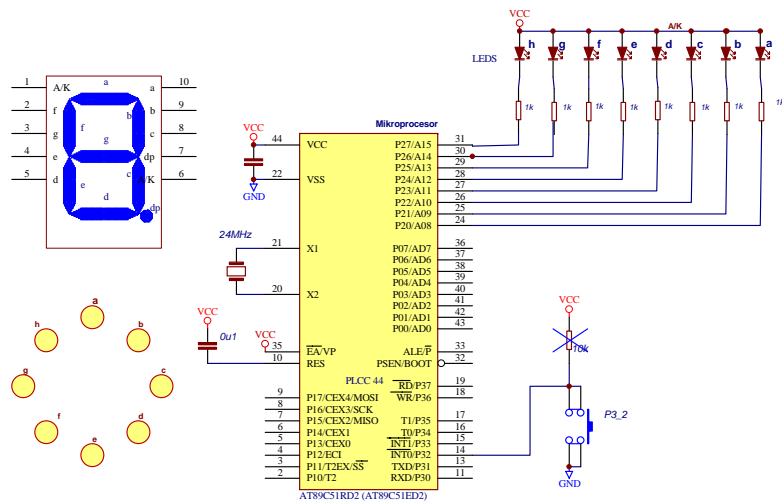 VCC
A/K
LEDS
h g f e d c b a
1k 1k 1k 1k 1k 1k 1k 1k
1 A/K a a 10
2 f b b 9
3 g f g c 8
4 e dp 7
5 d e c A/K 6
d dp
Mikroprocesor
VCC
44 VCC
22 VSS
GND
24MHz
21 X1
20 X2
VCC
0u1
VCC
35 EA/VP
10 RES
PLCC 44
9 P17/CEX4/MOSI
8 P16/CEX3/SCK
7 P15/CEX2/MISO
6 P14/CEX1
5 P13/CEX0
4 P12/ECI
3 P11/T2EX/SS
2 P10/T2
P27/A15 31
P26/A14 30
P25/A13 29
P24/A12 28
P23/A11 27
P22/A10 26
P21/A09 25
P20/A08 24
P07/AD7 36
P06/AD6 37
P05/AD5 38
P04/AD4 39
P03/AD3 40
P02/AD2 41
P01/AD1 42
P00/AD0 43
ALE/P 33
PSEN/BOOT 32
RD/P37 19
WR/P36 18
T1/P35 17
T0/P34 16
INT1/P33 15
INT0/P32 14
TXD/P31 13
RXD/P30 11
AT89C51RD2 (AT89C51ED2)
VCC
10k
P3_2
GND
a
h b
g c
f d
e